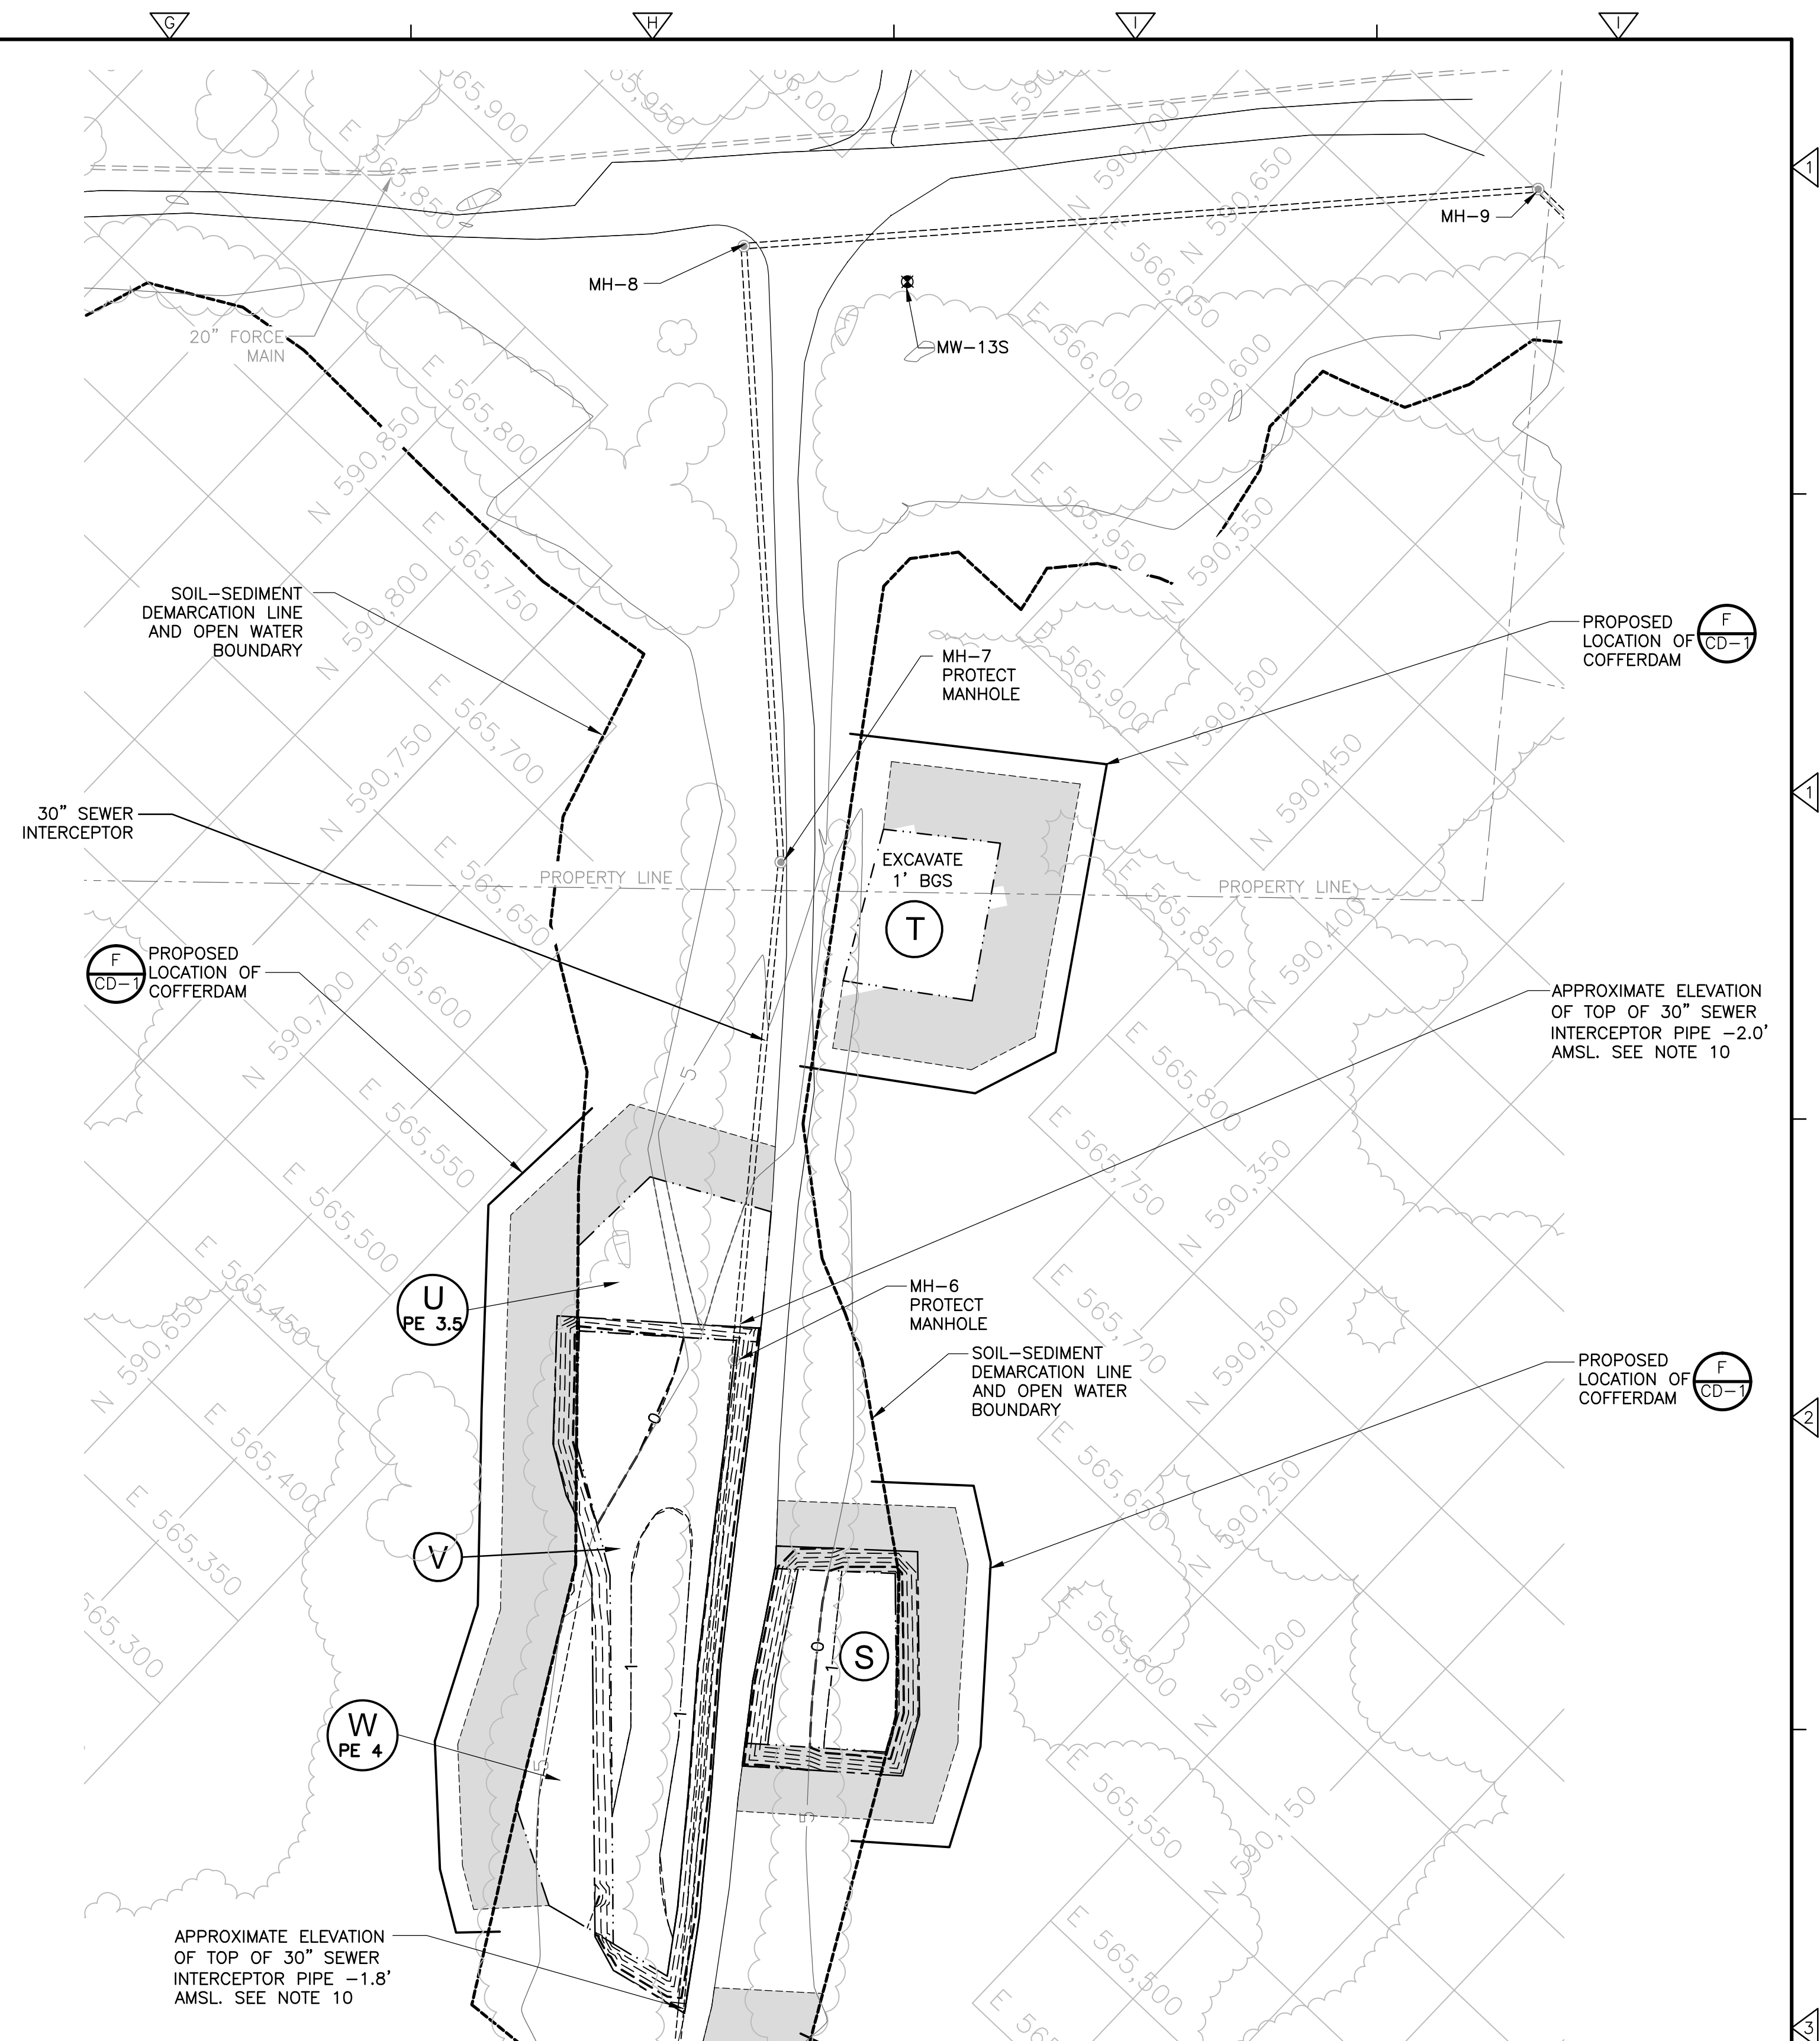 G
H
I
I
565,900
E 565,850
20” FORCE
MAIN
MH-8
MH-9
MW-13S
N 590,700
N 590,650
E 566,050
E 566,000
N 590,600
E 565,800
N 590,850
E 565,950
N 590,550
1
SOIL-SEDIMENT
DEMARCATION LINE
AND OPEN WATER
BOUNDARY
N 590,800
E 565,750
MH-7
PROTECT
MANHOLE
E 565,900
N 590,500
PROPOSED
LOCATION OF
COFFERDAM
F
CD-1
E 565,700
N 590,750
N 590,450
30” SEWER
INTERCEPTOR
1
PROPERTY LINE
PROPERTY LINE
EXCAVATE
1’ BGS
T
E 565,650
E 565,850
N 590,400
F
CD-1
PROPOSED
LOCATION OF
COFFERDAM
N 590,700
E 565,600
5
APPROXIMATE ELEVATION
OF TOP OF 30” SEWER
INTERCEPTOR PIPE -2.0’
AMSL. SEE NOTE 10
E 565,800
E 565,550
E 565,750
N 590,350
E 565,500
U
PE 3.5
E 565,450
N 590,650
MH-6
PROTECT
MANHOLE
E 565,700
N 590,300
SOIL-SEDIMENT
DEMARCATION LINE
AND OPEN WATER
BOUNDARY
PROPOSED
LOCATION OF
COFFERDAM
F
CD-1
2
0
E 565,400
E 565,650
N 590,250
E 565,350
V
565,300
E 565,600
N 590,200
S
0
1
1
1
W
PE 4
5
5
E 565,550
N 590,150
APPROXIMATE ELEVATION
OF TOP OF 30” SEWER
INTERCEPTOR PIPE -1.8’
AMSL. SEE NOTE 10
E 565,500
3